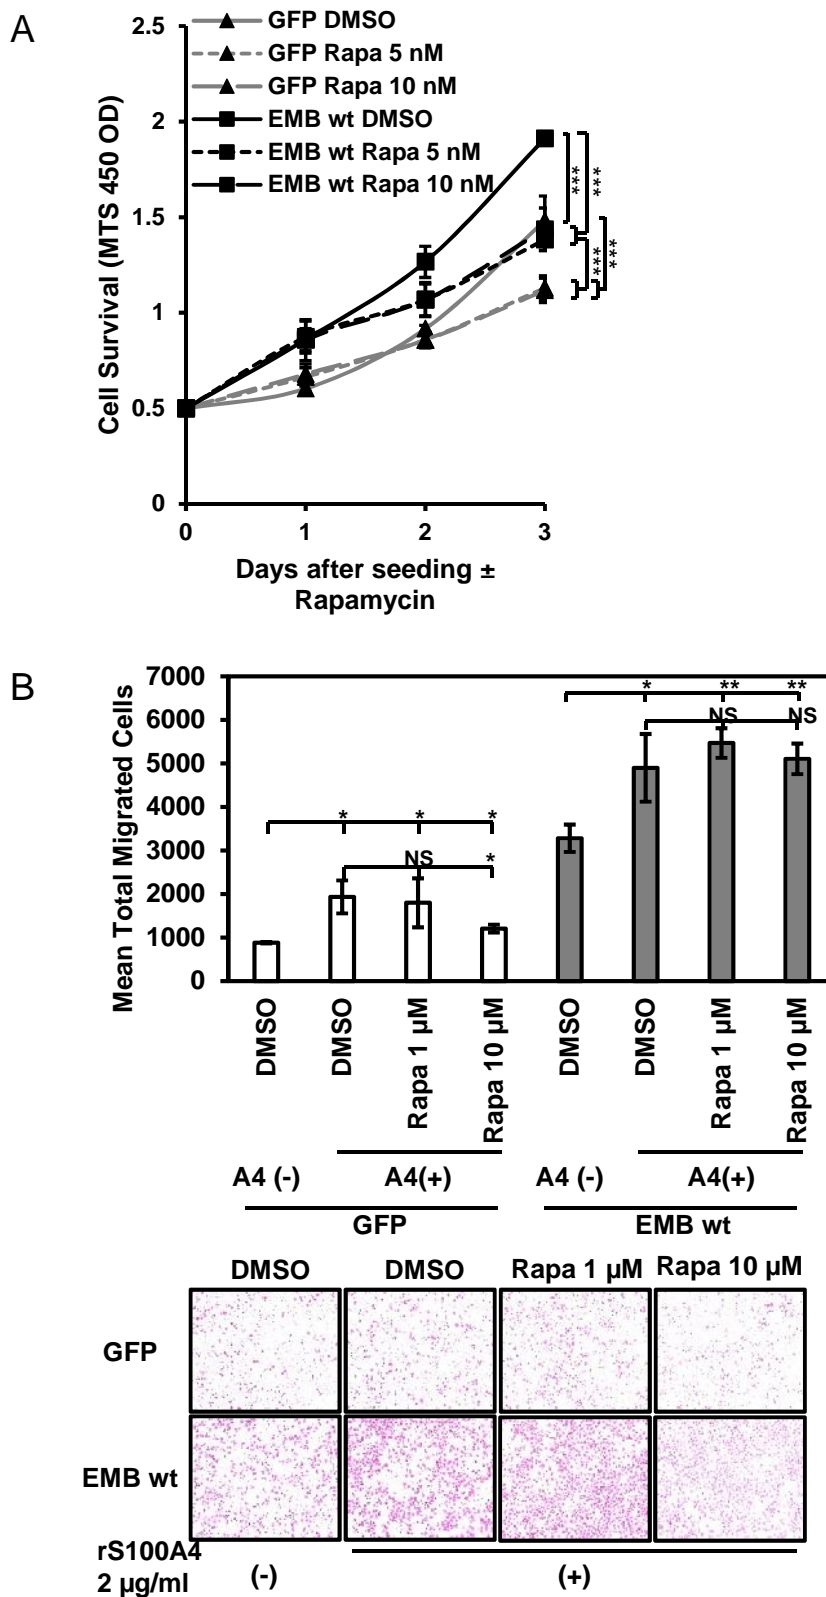 A
2.5
2
1.5
1
0.5
0
Cell Survival (MTS 450 OD)
GFP DMSO
GFP Rapa 5 nM
GFP Rapa 10 nM
EMB wt DMSO
EMB wt Rapa 5 nM
EMB wt Rapa 10 nM
***
***
***
***
0 1 2 3
Days after seeding ±
Rapamycin
B
7000
6000
5000
4000
3000
2000
1000
0
Mean Total Migrated Cells
* ** **
NS NS
* * *
NS *
DMSO
DMSO
Rapa 1 µM
Rapa 10 µM
DMSO
DMSO
Rapa 1 µM
Rapa 10 µM
A4 (-) A4(+) A4 (-) A4(+)
GFP EMB wt
DMSO DMSO Rapa 1 µM Rapa 10 µM
GFP
EMB wt
rS100A4
2 µg/ml (-) (+)